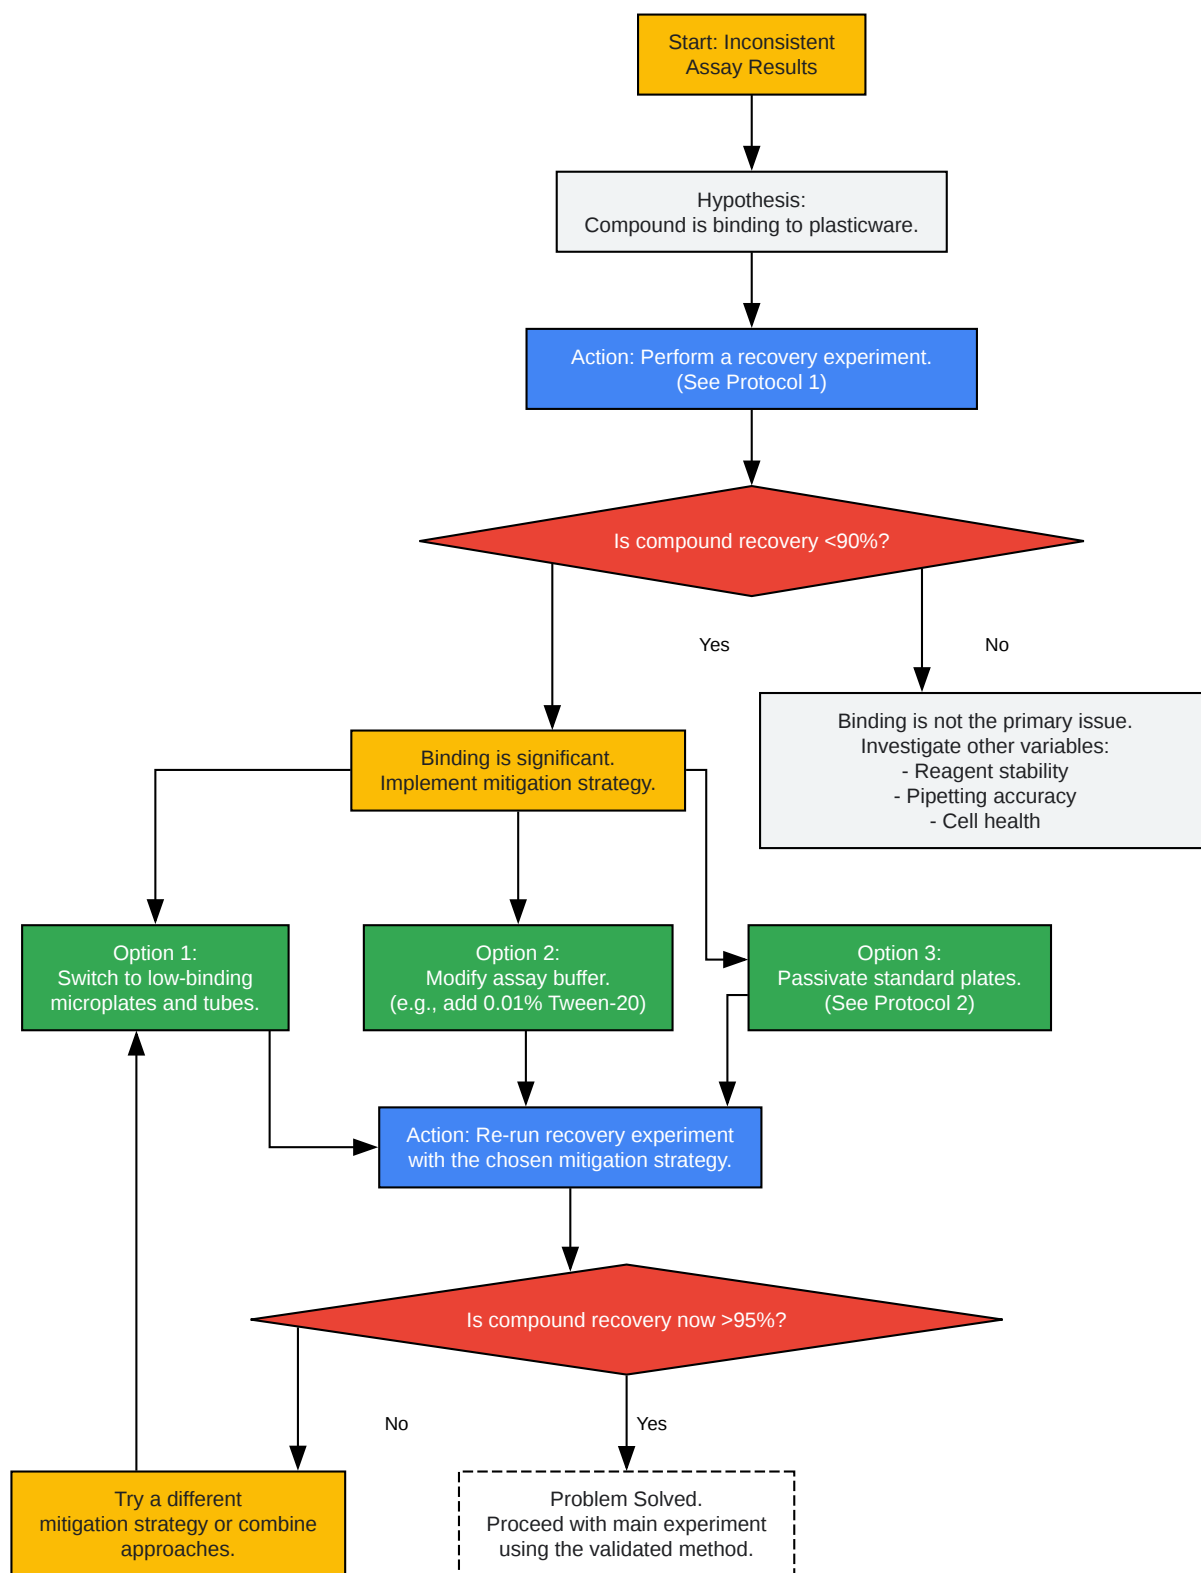 Start: Inconsistent
Assay Results
Hypothesis:
Compound is binding to plasticware.
Action: Perform a recovery experiment.
(See Protocol 1)
Is compound recovery <90%?
Yes
No
Binding is not the primary issue.
Investigate other variables:
- Reagent stability
- Pipetting accuracy
- Cell health
Binding is significant.
Implement mitigation strategy.
Option 1:
Switch to low-binding
microplates and tubes.
Option 2:
Modify assay buffer.
(e.g., add 0.01% Tween-20)
Option 3:
Passivate standard plates.
(See Protocol 2)
Action: Re-run recovery experiment
with the chosen mitigation strategy.
Is compound recovery now >95%?
No
Yes
Try a different
mitigation strategy or combine
approaches.
Problem Solved.
Proceed with main experiment
using the validated method.